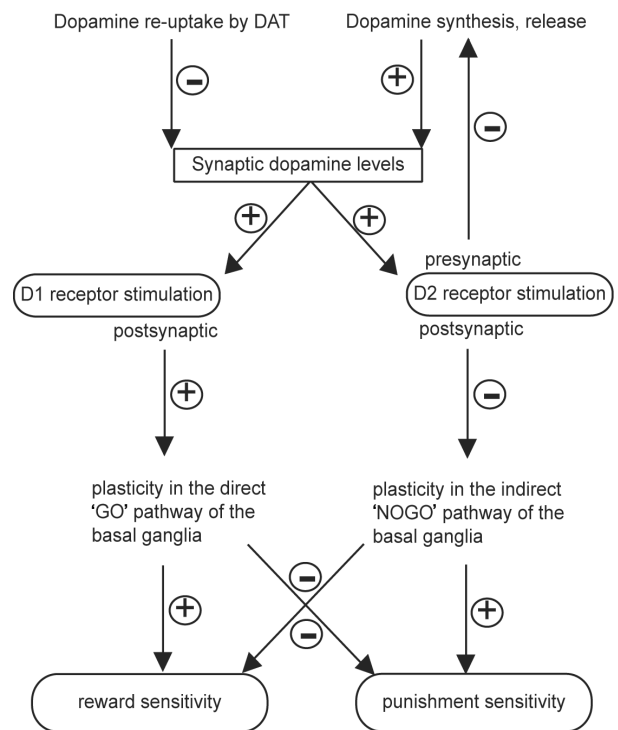 Dopamine re-uptake by DAT
Dopamine synthesis, release
−
+
−
Synaptic dopamine levels
+
+
presynaptic
D1 receptor stimulation
D2 receptor stimulation
postsynaptic
postsynaptic
+
−
plasticity in the direct
'GO' pathway of the
basal ganglia
plasticity in the indirect
'NOGO' pathway of the
basal ganglia
−
+
−
+
reward sensitivity
punishment sensitivity